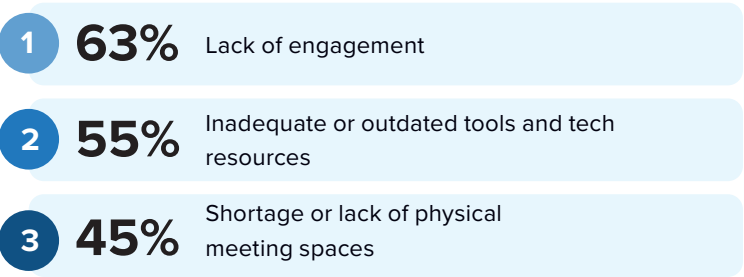 1 63% Lack of engagement
2 55% Inadequate or outdated tools and tech
resources
3 45% Shortage or lack of physical
meeting spaces